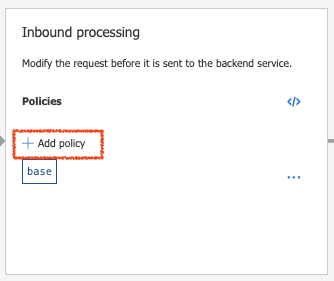 Inbound processing
Modify the request before it is sent to the backend service.
Policies </>
+ Add policy
base ...